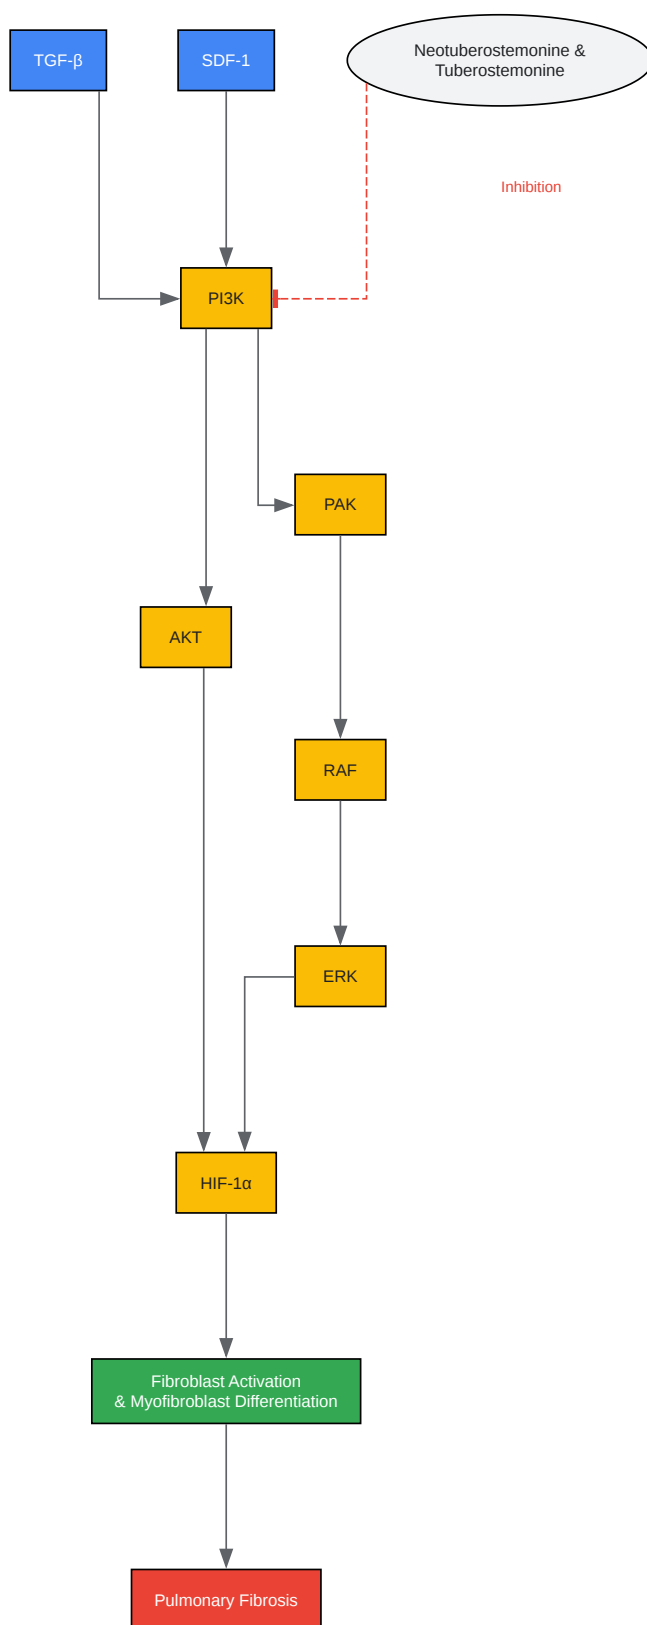 TGF-β
SDF-1
Neotuberostemonine &
Tuberostemonine
Inhibition
PI3K
PAK
AKT
RAF
ERK
HIF-1α
Fibroblast Activation
& Myofibroblast Differentiation
Pulmonary Fibrosis